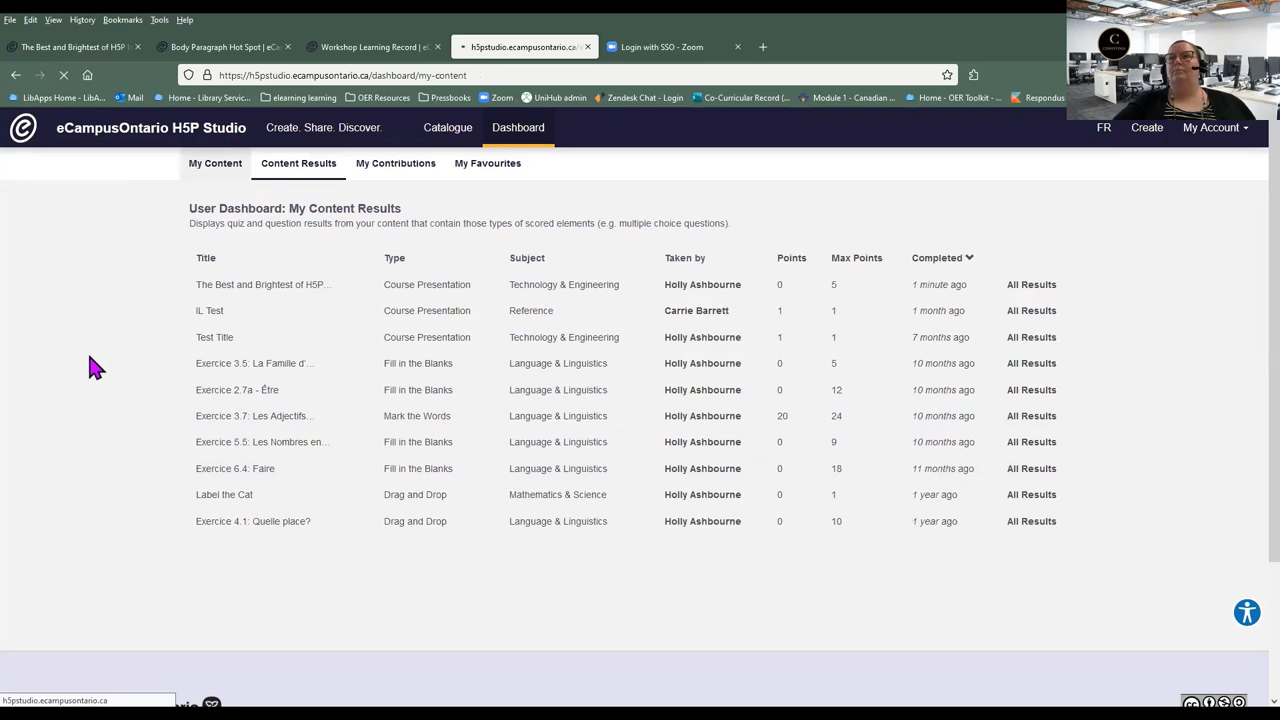 File Edit View History Bookmarks Tools Help
The Best and Brightest of H5P I Body Paragraph Hot Spot | eCa Workshop Learning Record | eC h5pstudio.ecampusontario.ca/ Login with SSO - Zoom
https://h5pstudio.ecampusontario.ca/dashboard/my-content
LibApps Home - LibA... Mail Home - Library Servic... elearning learning OER Resources Pressbooks Zoom UniHub admin Zendesk Chat - Login Co-Curricular Record (... Module 1 - Canadian ... Home - OER Toolkit - ... Respondus
eCampusOntario H5P Studio Create. Share. Discover. Catalogue Dashboard FR Create My Account
My Content Content Results My Contributions My Favourites
User Dashboard: My Content Results
Displays quiz and question results from your content that contain those types of scored elements (e.g. multiple choice questions).
Title Type Subject Taken by Points Max Points Completed
The Best and Brightest of H5P... Course Presentation Technology & Engineering Holly Ashbourne 0 5 1 minute ago All Results
IL Test Course Presentation Reference Carrie Barrett 1 1 1 month ago All Results
Test Title Course Presentation Technology & Engineering Holly Ashbourne 1 1 7 months ago All Results
Exercice 3.5: La Famille d'... Fill in the Blanks Language & Linguistics Holly Ashbourne 0 5 10 months ago All Results
Exercice 2.7a - Être Fill in the Blanks Language & Linguistics Holly Ashbourne 0 12 10 months ago All Results
Exercice 3.7: Les Adjectifs... Mark the Words Language & Linguistics Holly Ashbourne 20 24 10 months ago All Results
Exercice 5.5: Les Nombres en... Fill in the Blanks Language & Linguistics Holly Ashbourne 0 9 10 months ago All Results
Exercice 6.4: Faire Fill in the Blanks Language & Linguistics Holly Ashbourne 0 18 11 months ago All Results
Label the Cat Drag and Drop Mathematics & Science Holly Ashbourne 0 1 1 year ago All Results
Exercice 4.1: Quelle place? Drag and Drop Language & Linguistics Holly Ashbourne 0 10 1 year ago All Results
h5pstudio.ecampusontario.ca